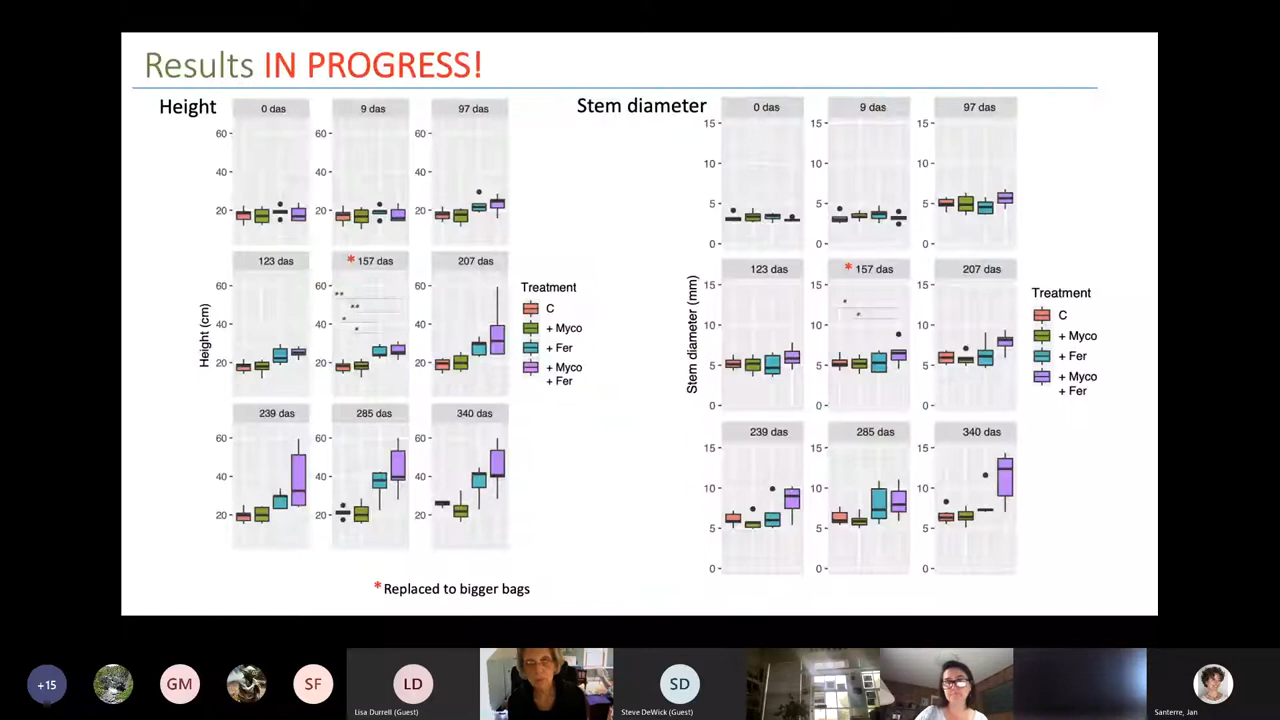 Results IN PROGRESS!
Height
0 das
9 das
97 das
60
40
20
60
40
20
60
40
20
* 123 das
157 das
207 das
60
40
20
60
40
20
60
40
20
** 
**
*
*
Height (cm)
239 das
285 das
340 das
60
40
20
60
40
20
60
40
20
Treatment
C
+ Myco
+ Fer
+ Myco
+ Fer
* Replaced to bigger bags
Stem diameter
0 das
9 das
97 das
15
10
5
0
15
10
5
0
15
10
5
0
123 das
* 157 das
207 das
15
10
5
0
15
10
5
0
15
10
5
0
*
*
Stem diameter (mm)
239 das
285 das
340 das
15
10
5
0
15
10
5
0
15
10
5
0
Treatment
C
+ Myco
+ Fer
+ Myco
+ Fer
+15
GM
SF
LD
Lisa Durrell (Guest)
SD
Steve DeWick (Guest)
Santerre, Jan